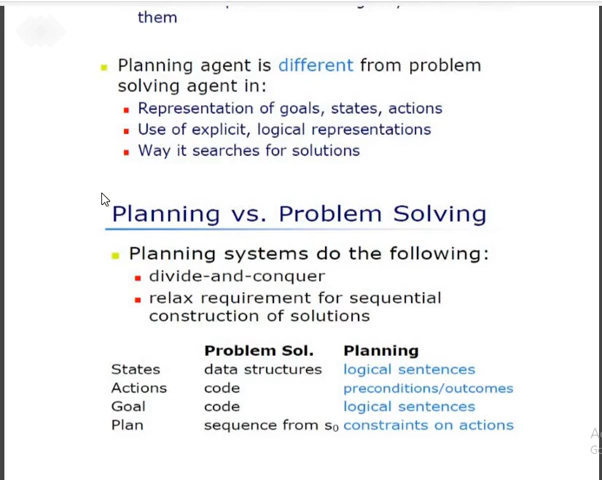 them
Planning agent is different from problem
solving agent in:
Representation of goals, states, actions
Use of explicit, logical representations
Way it searches for solutions
Planning vs. Problem Solving
Planning systems do the following:
divide-and-conquer
relax requirement for sequential
construction of solutions
Problem Sol. Planning
States data structures logical sentences
Actions code preconditions/outcomes
Goal code logical sentences
Plan sequence from s₀ constraints on actions